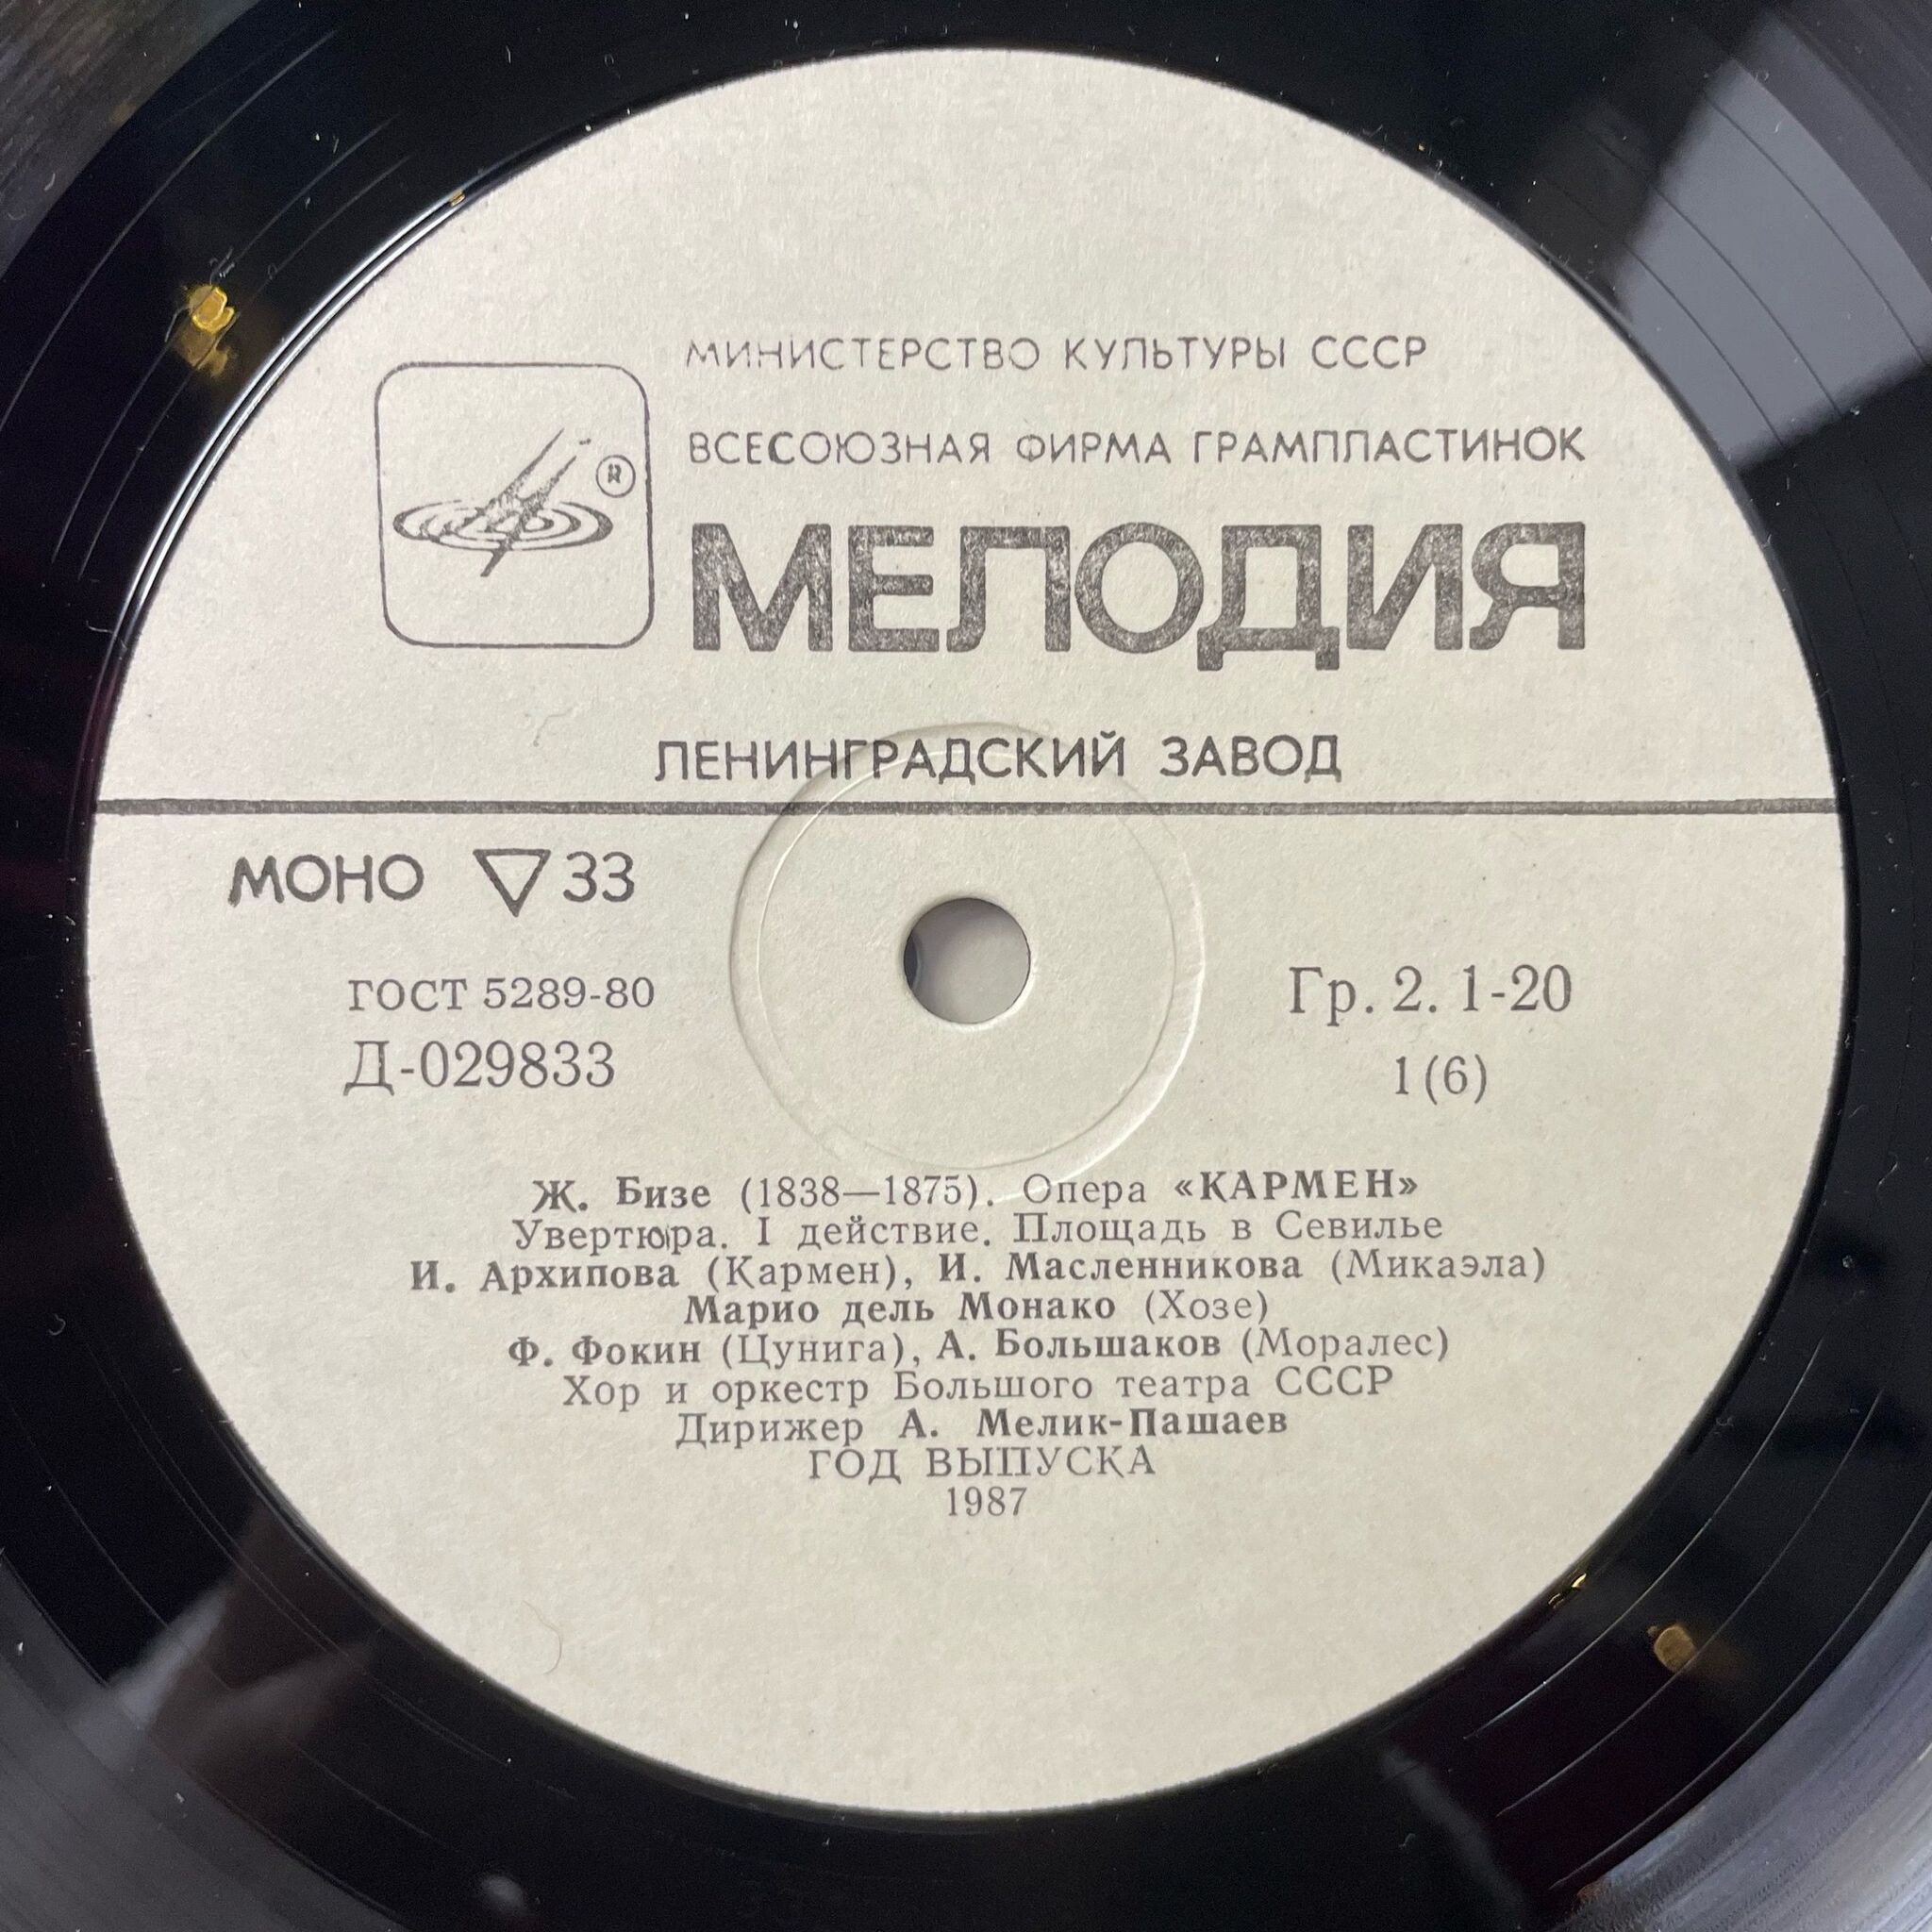 МИНИСТЕРСТВО КУЛЬТУРЫ СССР
ВСЕСОЮЗНАЯ ФИРМА ГРАМПЛАСТИНОК
®
МЕЛОДИЯ
ЛЕНИНГРАДСКИЙ ЗАВОД
МОНО ▽ 33
ГОСТ 5289-80
Д-029833
Гр. 2. 1-20
1(6)
Ж. Бизе (1838—1875). Опера «КАРМЕН»
Увертюра. I действие. Площадь в Севилье
И. Архипова (Кармен), И. Масленникова (Микаэла)
Марио дель Монако (Хозе)
Ф. Фокин (Цунига), А. Большаков (Моралес)
Хор и оркестр Большого театра СССР
Дирижер А. Мелик-Пашаев
ГОД ВЫПУСКА
1987